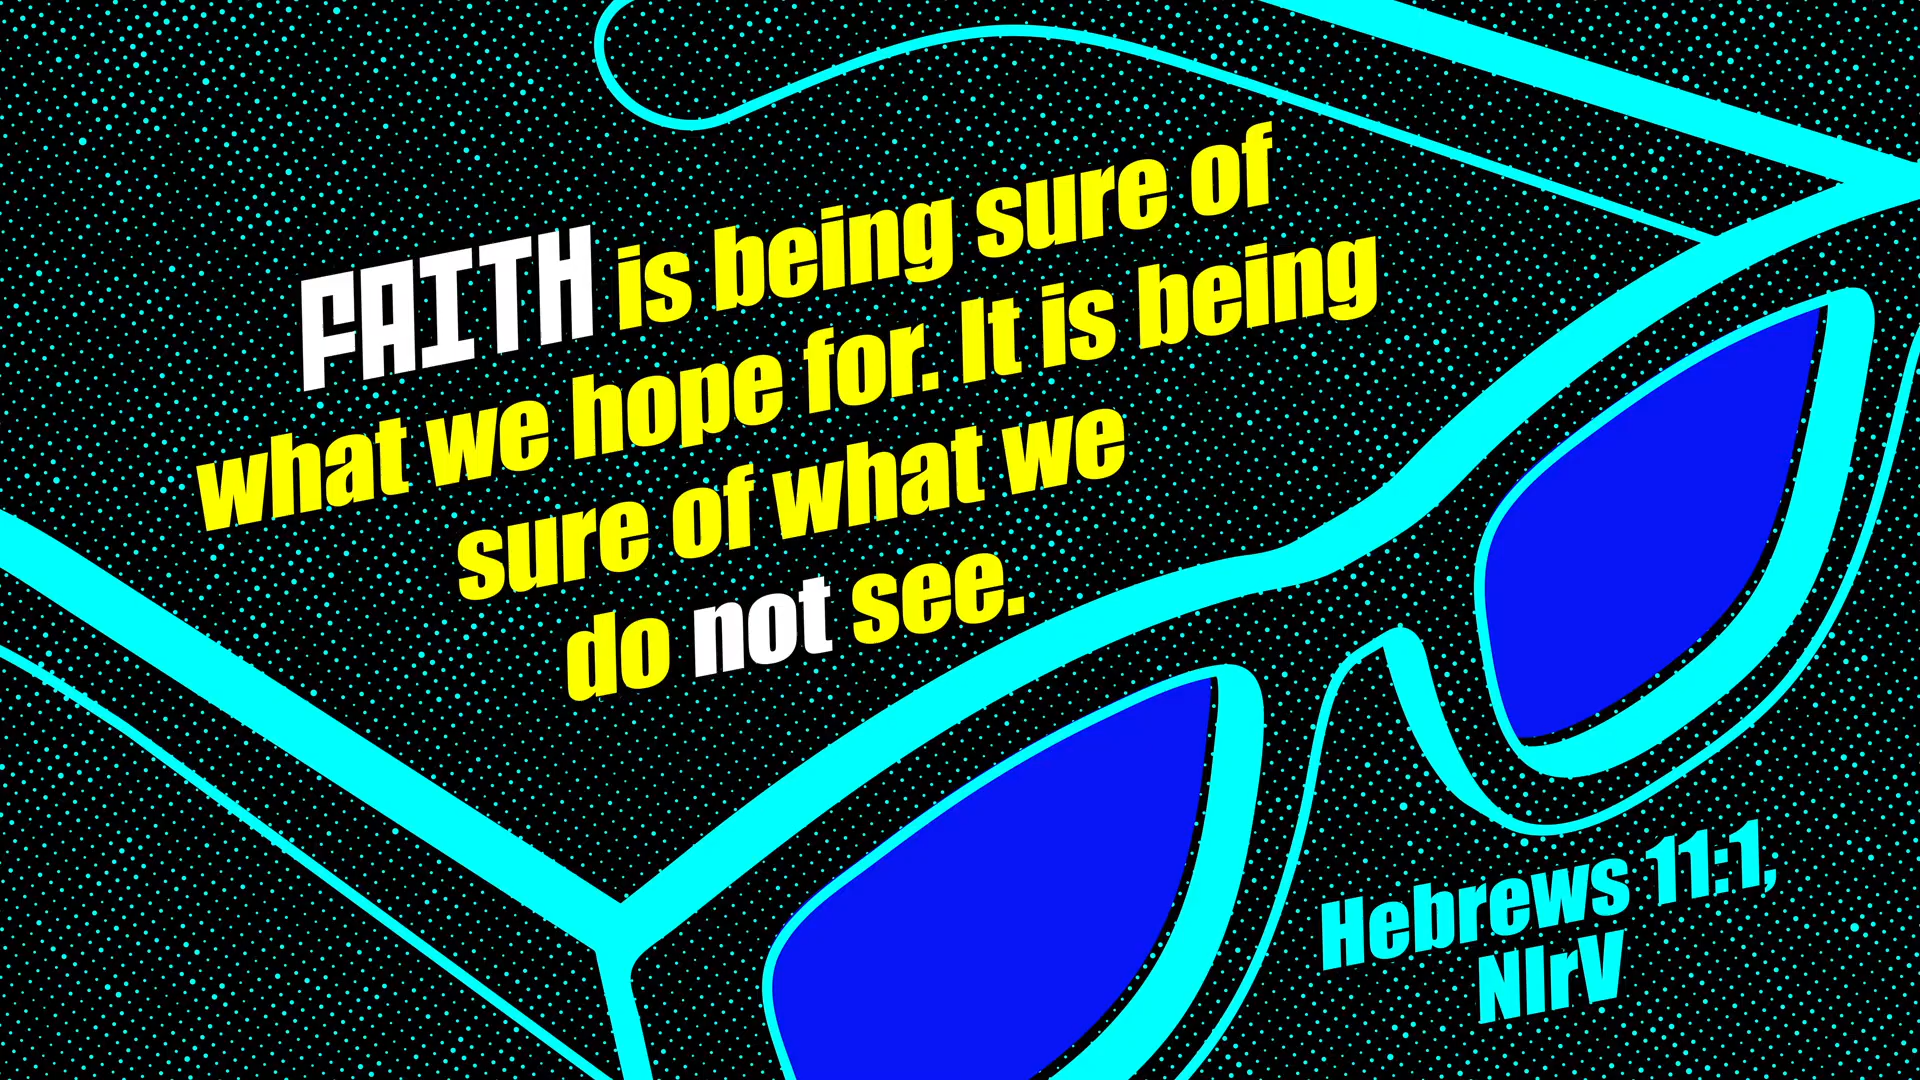 FAITH is being sure of
what we hope for. It is being
sure of what we
do not see.
Hebrews 11:1,
NIrV